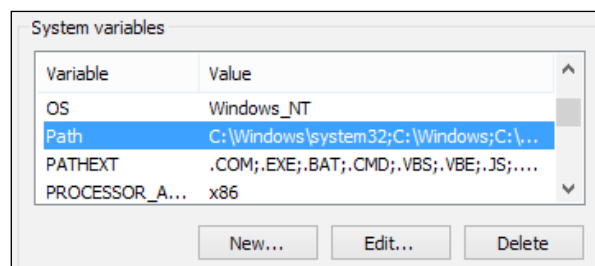 System variables
Variable Value
OS Windows_NT
Path C:\Windows\system32;C:\Windows;C:\...
PATHEXT .COM;.EXE;.BAT;.CMD;.VBS;.VBE;.JS;....
PROCESSOR_A... x86
New... Edit... Delete